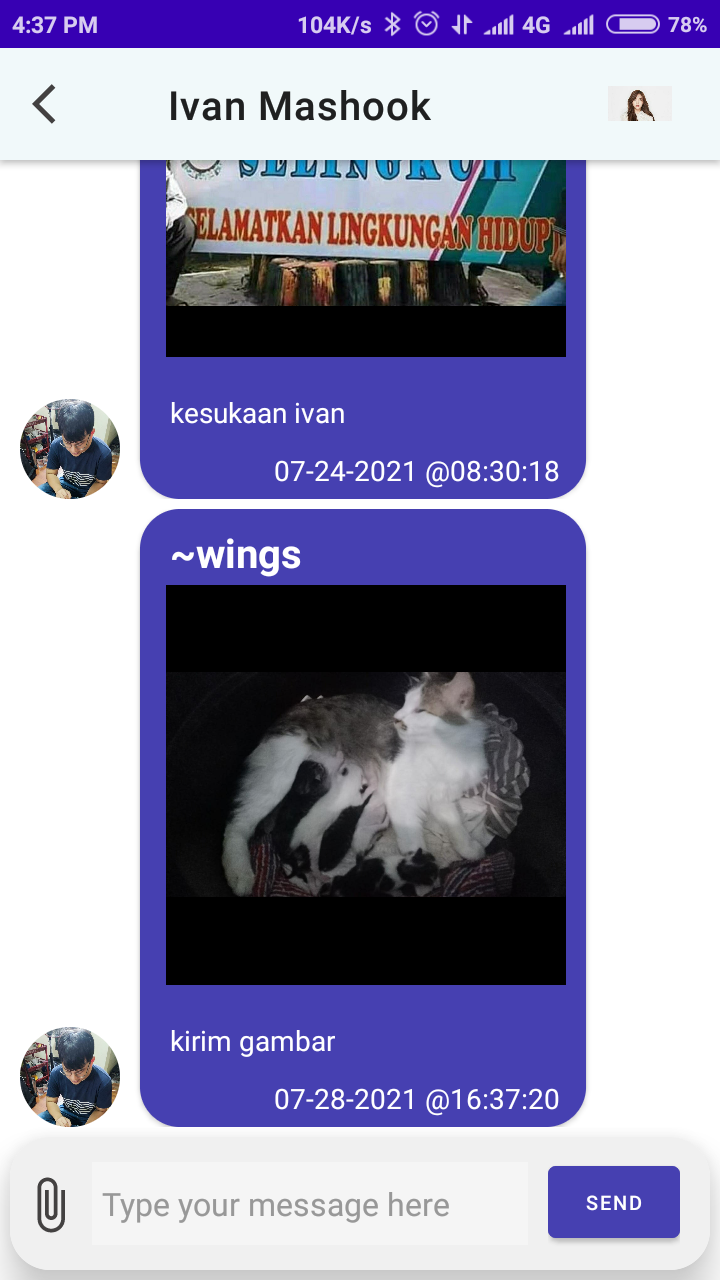 4:37 PM 104K/s 4G 78%
Ivan Mashook
SELINGKUH
SELAMATKAN LINGKUNGAN HIDUP
kesukaan ivan
07-24-2021 @08:30:18
~wings
kirim gambar
07-28-2021 @16:37:20
Type your message here
SEND